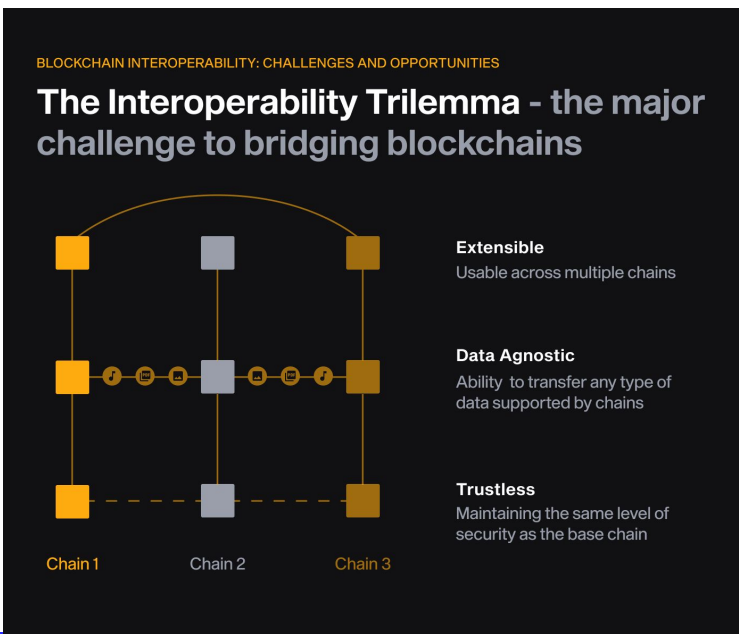 BLOCKCHAIN INTEROPERABILITY: CHALLENGES AND OPPORTUNITIES
The Interoperability Trilemma - the major
challenge to bridging blockchains
Extensible
Usable across multiple chains
Data Agnostic
Ability to transfer any type of
data supported by chains
Trustless
Maintaining the same level of
security as the base chain
Chain 1
Chain 2
Chain 3